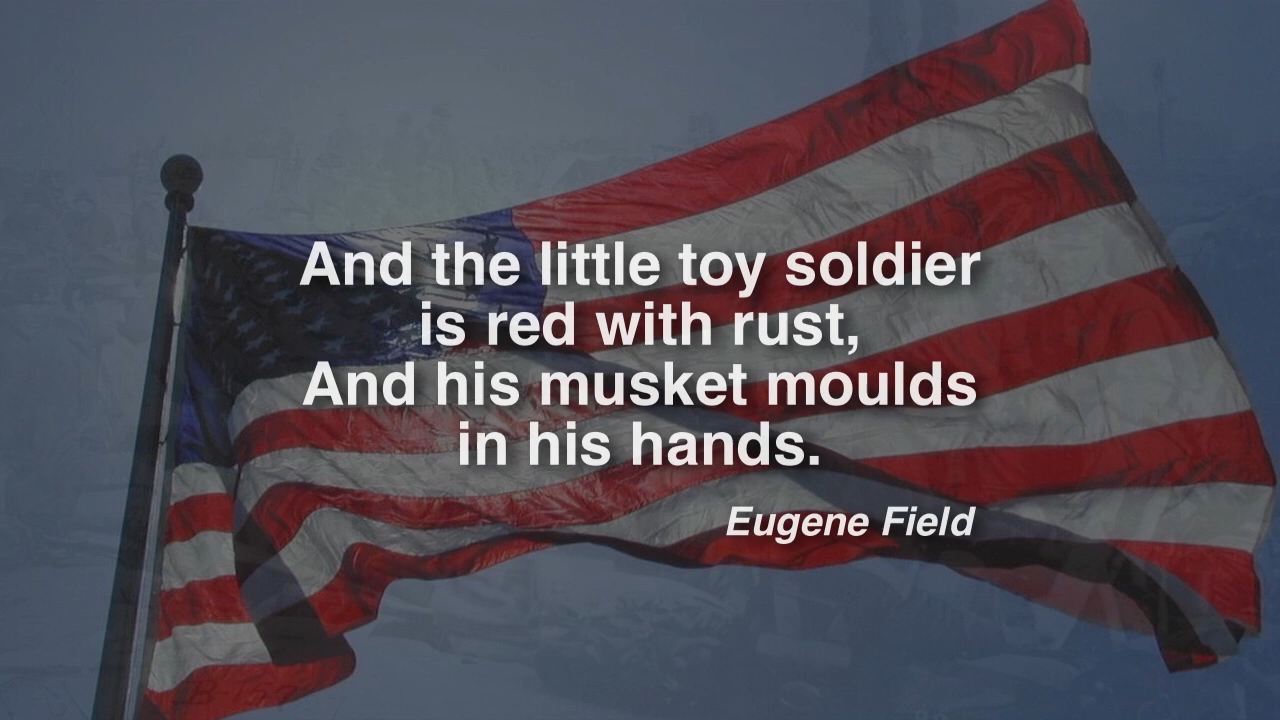 And the little toy soldier
is red with rust,
And his musket moulds
in his hands.
Eugene Field